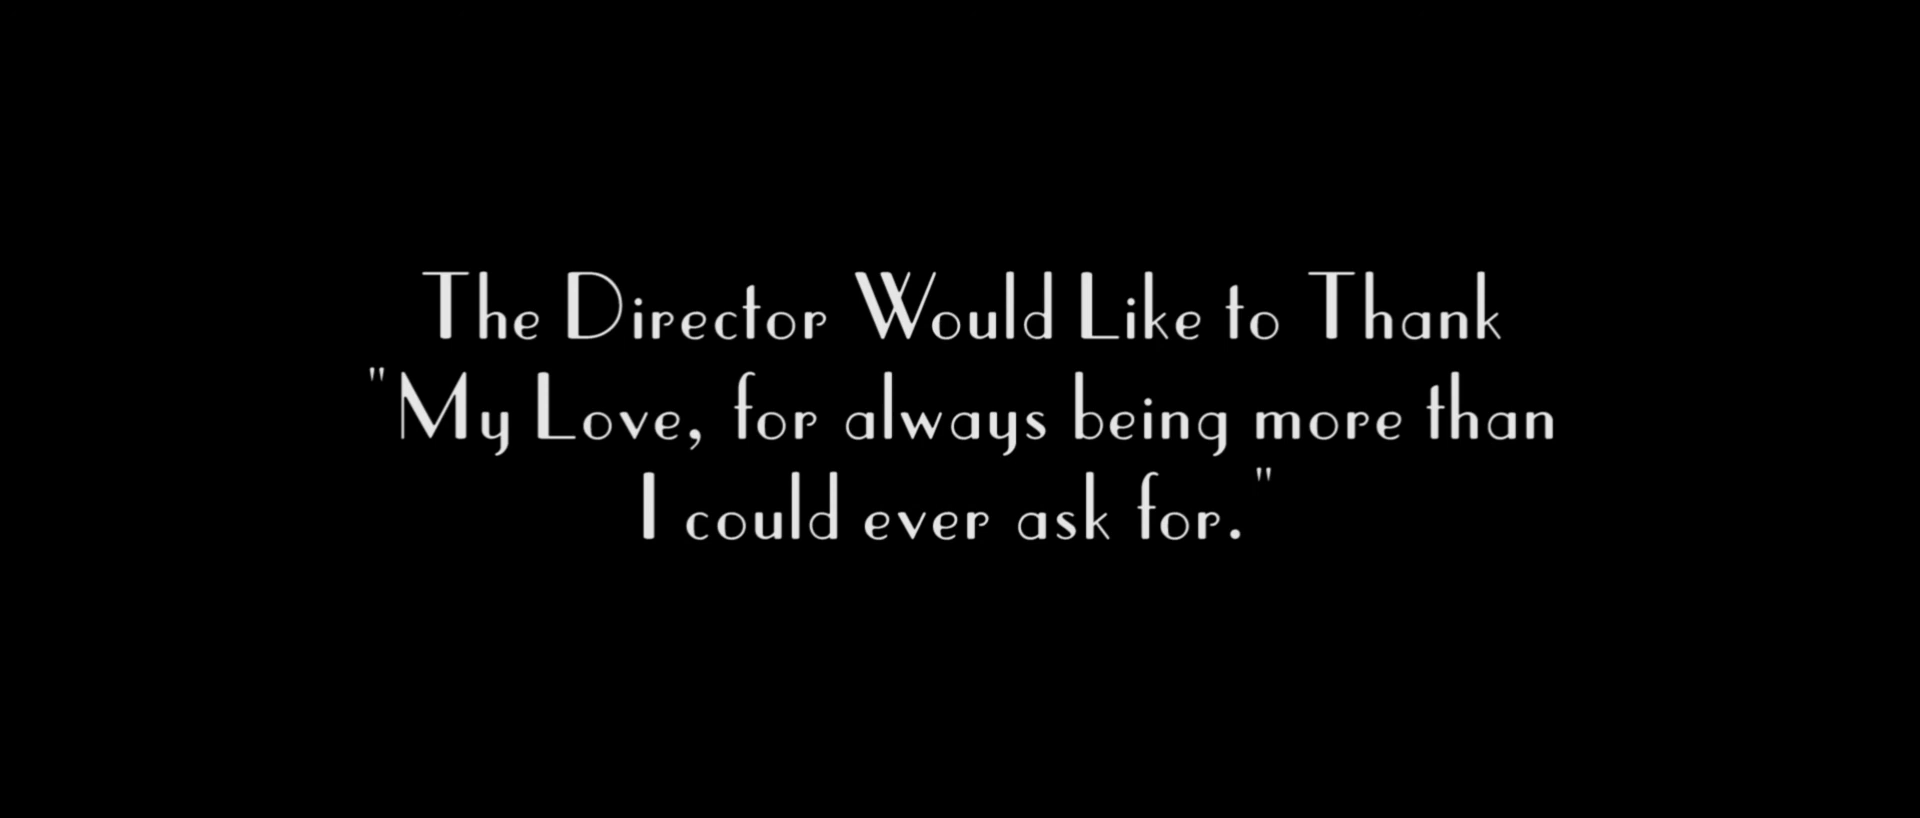 The Director Would Like to Thank
"My Love, for always being more than
I could ever ask for."